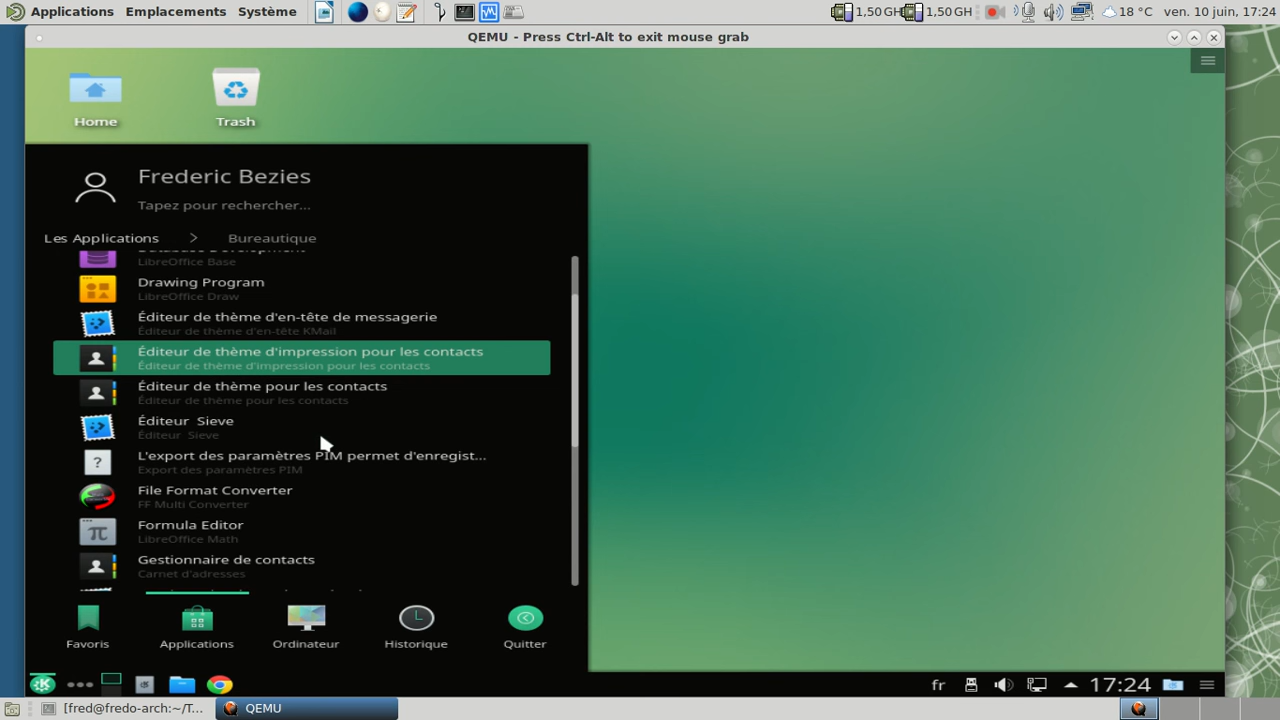 Applications Emplacements Système 1,50 GH 1,50 GH 18 °C ven. 10 juin, 17:24
QEMU - Press Ctrl-Alt to exit mouse grab
Home Trash
Frederic Bezies
Tapez pour rechercher...
Les Applications > Bureautique
Database Development
LibreOffice Base
Drawing Program
LibreOffice Draw
Éditeur de thème d'en-tête de messagerie
Éditeur de thème d'en-tête KMail
Éditeur de thème d'impression pour les contacts
Éditeur de thème d'impression pour les contacts
Éditeur de thème pour les contacts
Éditeur de thème pour les contacts
Éditeur Sieve
Éditeur Sieve
L'export des paramètres PIM permet d'enregist...
Export des paramètres PIM
File Format Converter
FF Multi Converter
Formula Editor
LibreOffice Math
Gestionnaire de contacts
Carnet d'adresses
Favoris Applications Ordinateur Historique Quitter
fr 17:24
[fred@fredo-arch:~/T... QEMU